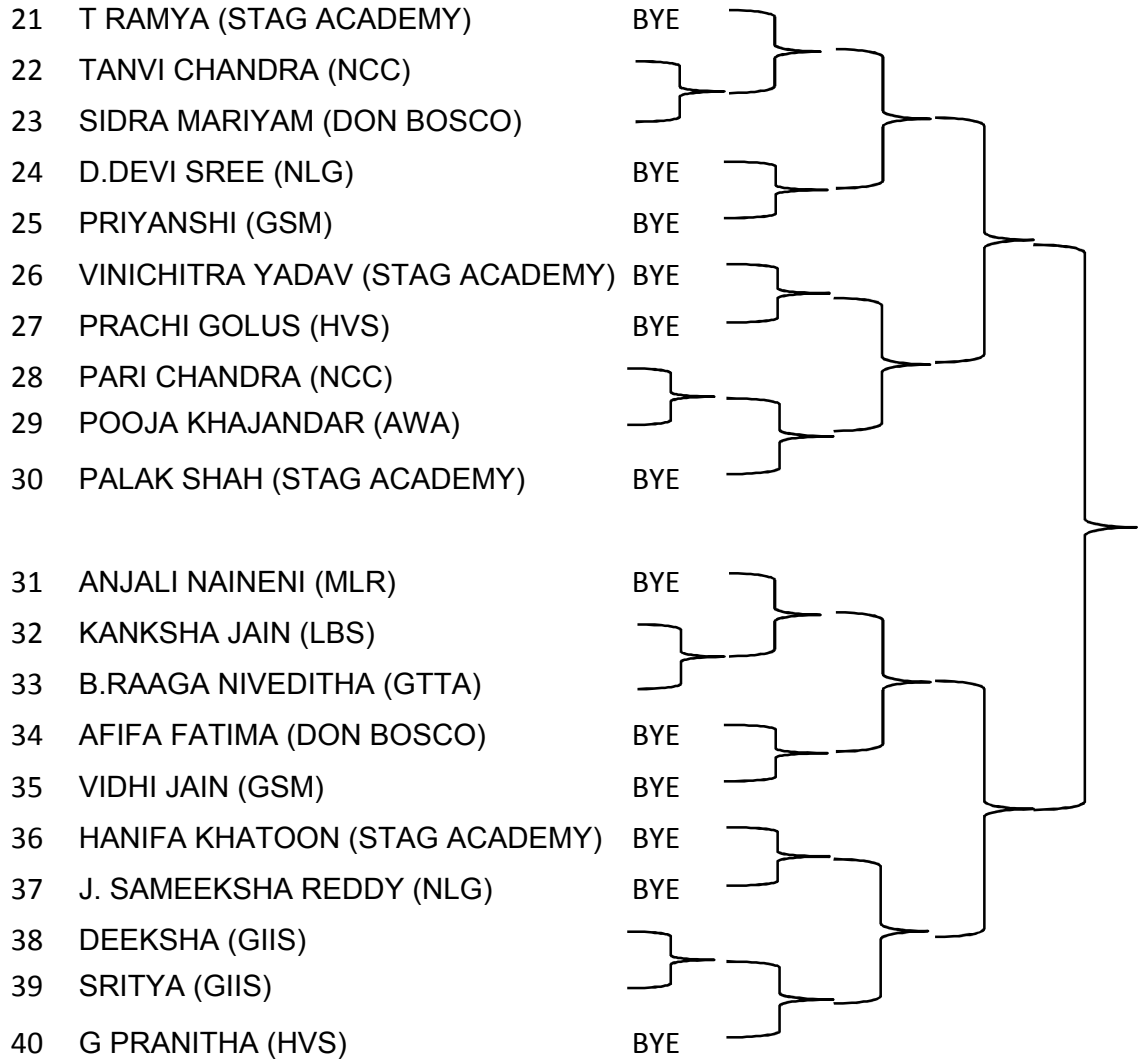 21 T RAMYA (STAG ACADEMY) BYE
22 TANVI CHANDRA (NCC)
23 SIDRA MARIYAM (DON BOSCO)
24 D.DEVI SREE (NLG) BYE
25 PRIYANSHI (GSM) BYE
26 VINICHITRA YADAV (STAG ACADEMY) BYE
27 PRACHI GOLUS (HVS) BYE
28 PARI CHANDRA (NCC)
29 POOJA KHAJANDAR (AWA)
30 PALAK SHAH (STAG ACADEMY) BYE
31 ANJALI NAINENI (MLR) BYE
32 KANKSHA JAIN (LBS)
33 B.RAAGA NIVEDITHA (GTTA)
34 AFIFA FATIMA (DON BOSCO) BYE
35 VIDHI JAIN (GSM) BYE
36 HANIFA KHATOON (STAG ACADEMY) BYE
37 J. SAMEEKSHA REDDY (NLG) BYE
38 DEEKSHA (GIIS)
39 SRITYA (GIIS)
40 G PRANITHA (HVS) BYE